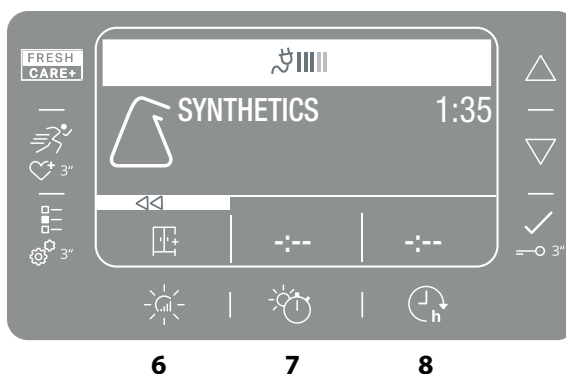 FRESH
CARE+
SYNTHETICS 1:35
3"
3"
-:-- -:--
3"
h
6 7 8